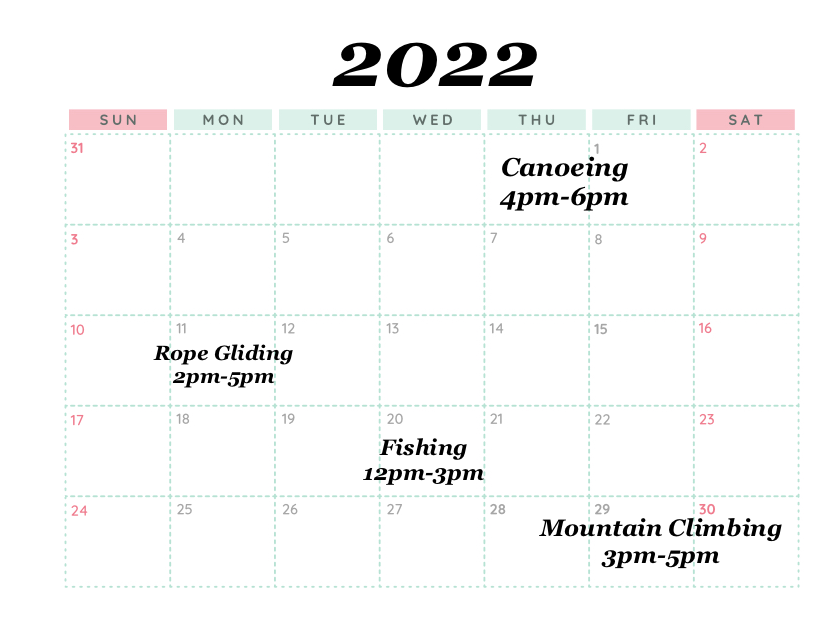 2022
SUN MON TUE WED THU FRI SAT
31 1 2
Canoeing
4pm-6pm
3 4 5 6 7 8 9
10 11 12 13 14 15 16
Rope Gliding
2pm-5pm
17 18 19 20 21 22 23
Fishing
12pm-3pm
24 25 26 27 28 29 30
Mountain Climbing
3pm-5pm